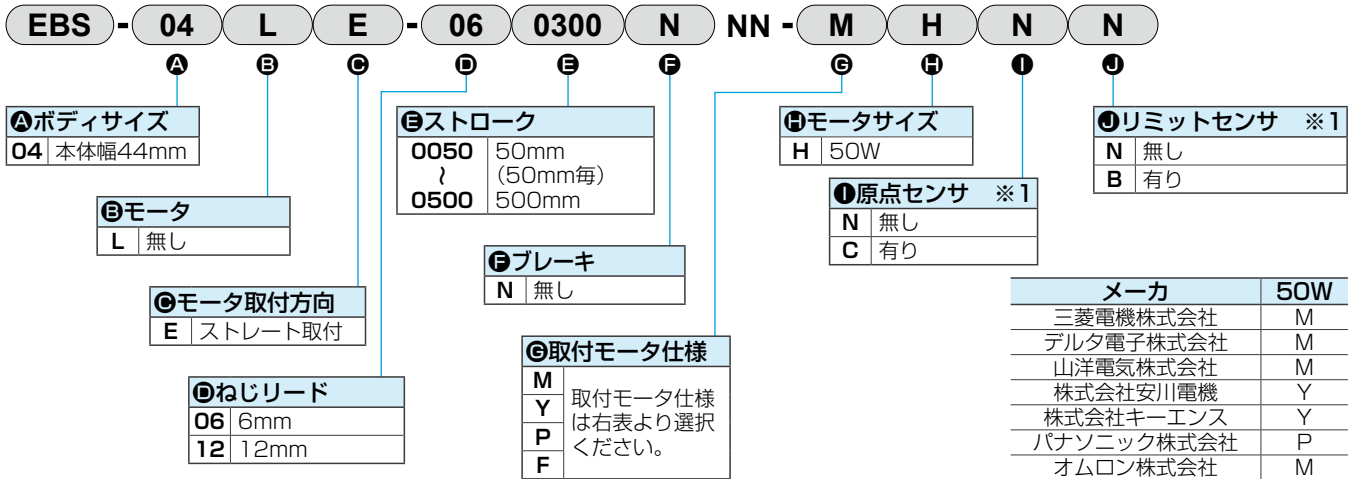 EBS - 04 L E - 06 0300 N NN - M H N N
A B C D E F G H I J
Aボディサイズ
04 本体幅44mm
Bモータ
L 無し
Cモータ取付方向
E ストレート取付
Dねじリード
06 6mm
12 12mm
Eストローク
0050 50mm
〜 (50mm毎)
0500 500mm
Fブレーキ
N 無し
G取付モータ仕様
M
Y
P
F
取付モータ仕様
は右表より選択
ください。
Hモータサイズ
H 50W
I原点センサ ※1
N 無し
C 有り
Jリミットセンサ ※1
N 無し
B 有り
メーカ 50W
三菱電機株式会社 M
デルタ電子株式会社 M
山洋電気株式会社 M
株式会社安川電機 Y
株式会社キーエンス Y
パナソニック株式会社 P
オムロン株式会社 M